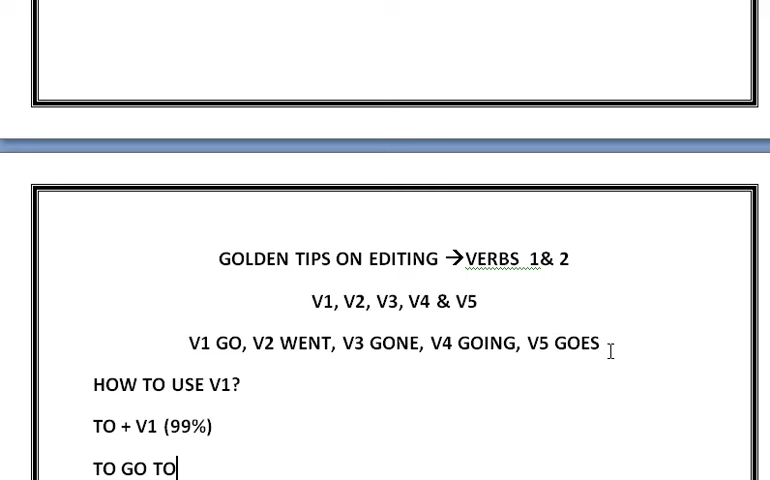 GOLDEN TIPS ON EDITING →VERBS 1& 2
V1, V2, V3, V4 & V5
V1 GO, V2 WENT, V3 GONE, V4 GOING, V5 GOES
HOW TO USE V1?
TO + V1 (99%)
TO GO TO